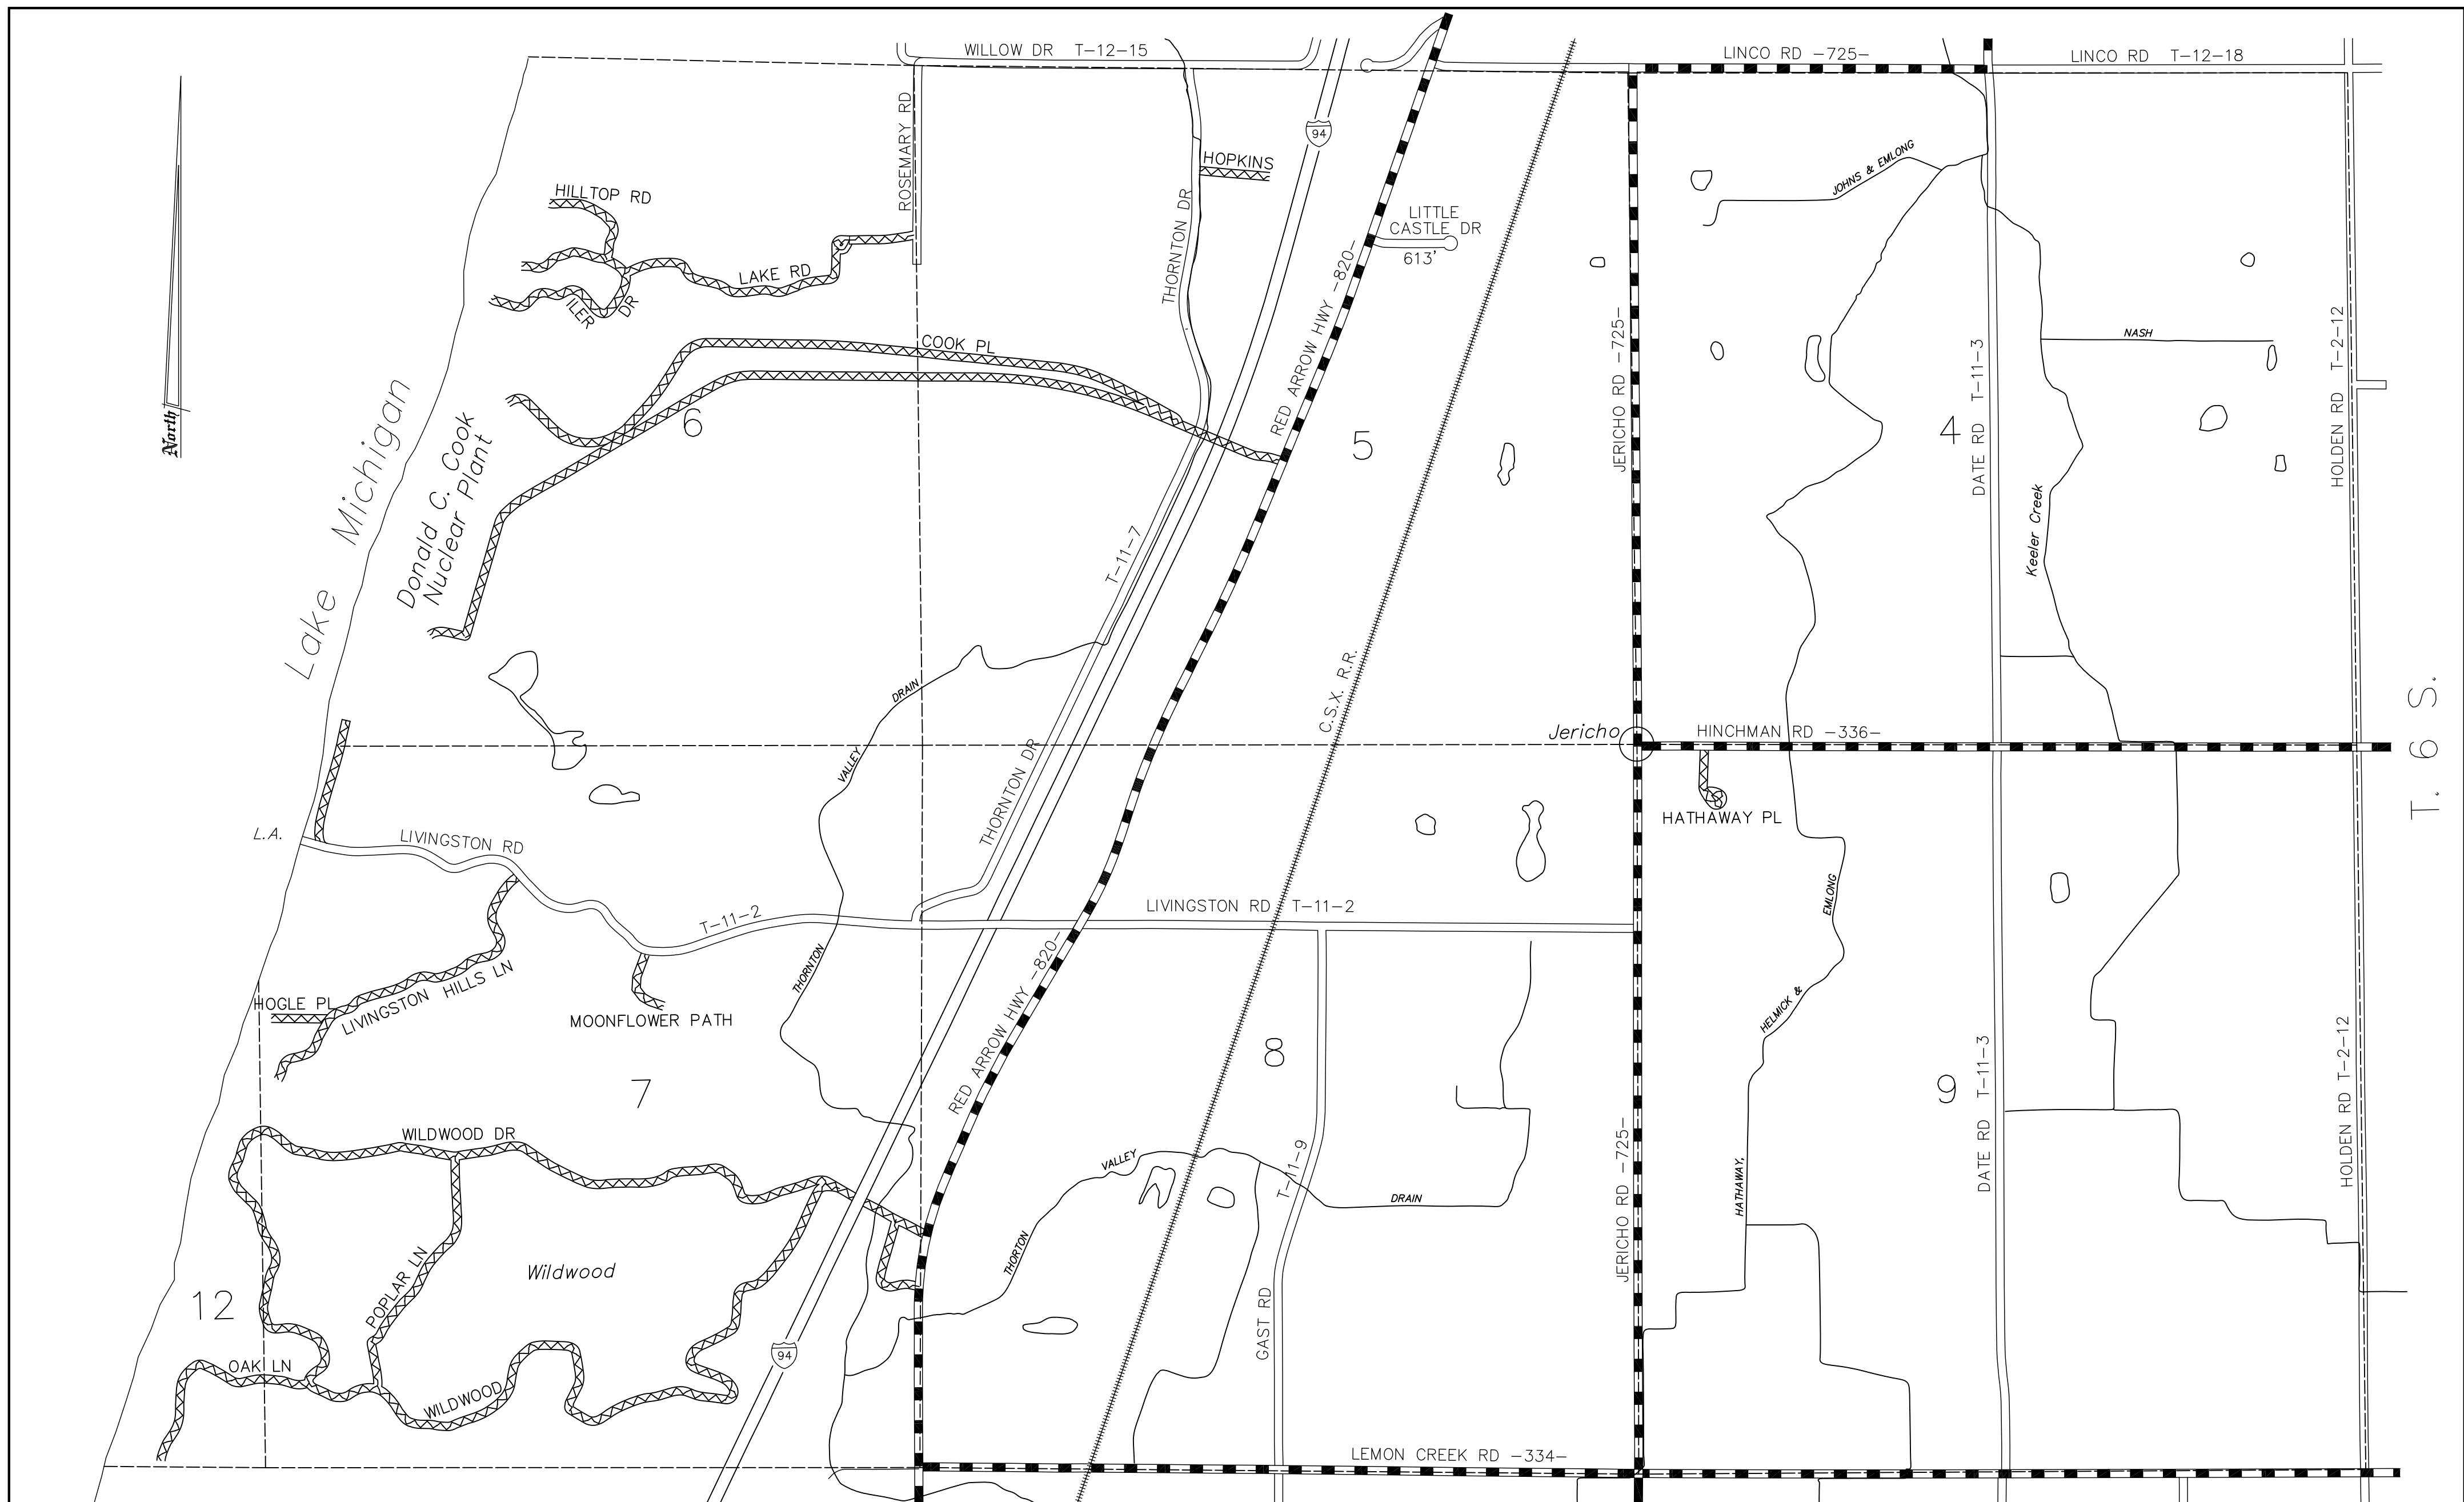 WILLOW DR T-12-15
LINCO RD -725-
LINCO RD T-12-18
ROSEMARY RD
94
HOPKINS
JOHNS & EMLONG
HILLTOP RD
THORNTON DR
LITTLE
CASTLE DR
613'
LAKE RD
ILER DR
RED ARROW HWY -820-
JERICHO RD -725-
DATE RD T-11-3
NASH
HOLDEN RD T-2-12
COOK PL
North
Lake Michigan
Donald C. Cook
Nuclear Plant
6
5
4
Keeler Creek
T-11-7
C.S.X. R.R.
VALLEY DRAIN
T. 6 S.
Jericho
HINCHMAN RD -336-
THORNTON DR
HATHAWAY PL
L.A.
LIVINGSTON RD
T-11-2
LIVINGSTON RD T-11-2
EMLONG
THORNTON
RED ARROW HWY -820-
HOGLE PL
LIVINGSTON HILLS LN
MOONFLOWER PATH
HELMICK &
7
8
9
DATE RD T-11-3
HOLDEN RD T-2-12
WILDWOOD DR
VALLEY
T-11-9
DRAIN
JERICHO RD -725-
HATHAWAY,
THORTON
Wildwood
POPLAR LN
12
GAST RD
94
OAK LN
WILDWOOD
LEMON CREEK RD -334-